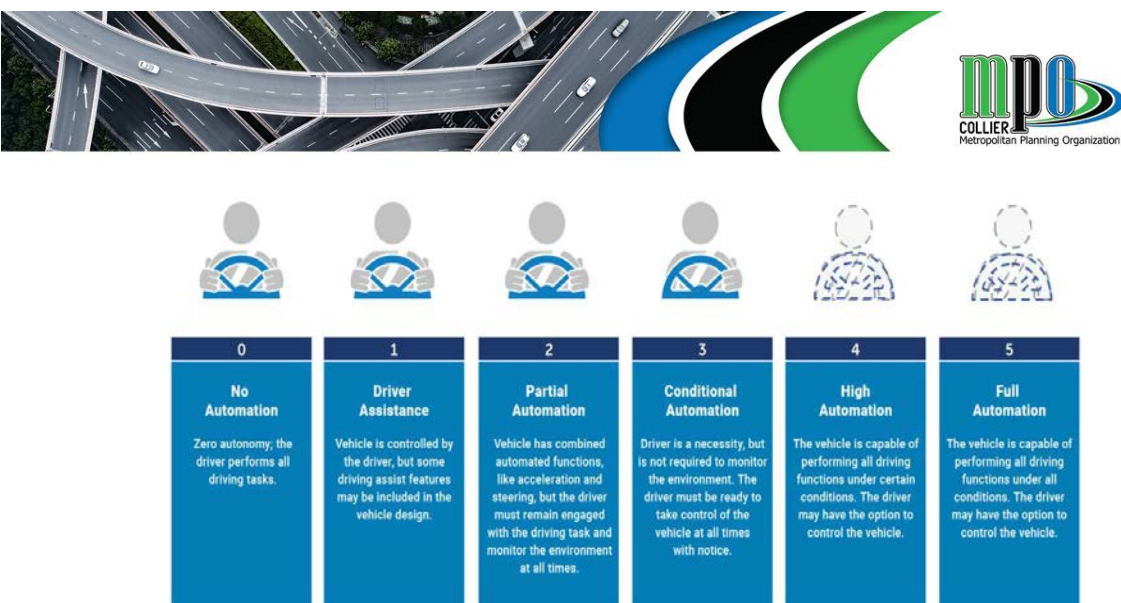 mpo
COLLIER
Metropolitan Planning Organization
0
No
Automation
Zero autonomy; the
driver performs all
driving tasks.
1
Driver
Assistance
Vehicle is controlled by
the driver, but some
driving assist features
may be included in the
vehicle design.
2
Partial
Automation
Vehicle has combined
automated functions,
like acceleration and
steering, but the driver
must remain engaged
with the driving task and
monitor the environment
at all times.
3
Conditional
Automation
Driver is a necessity, but
is not required to monitor
the environment. The
driver must be ready to
take control of the
vehicle at all times
with notice.
4
High
Automation
The vehicle is capable of
performing all driving
functions under certain
conditions. The driver
may have the option to
control the vehicle.
5
Full
Automation
The vehicle is capable of
performing all driving
functions under all
conditions. The driver
may have the option to
control the vehicle.